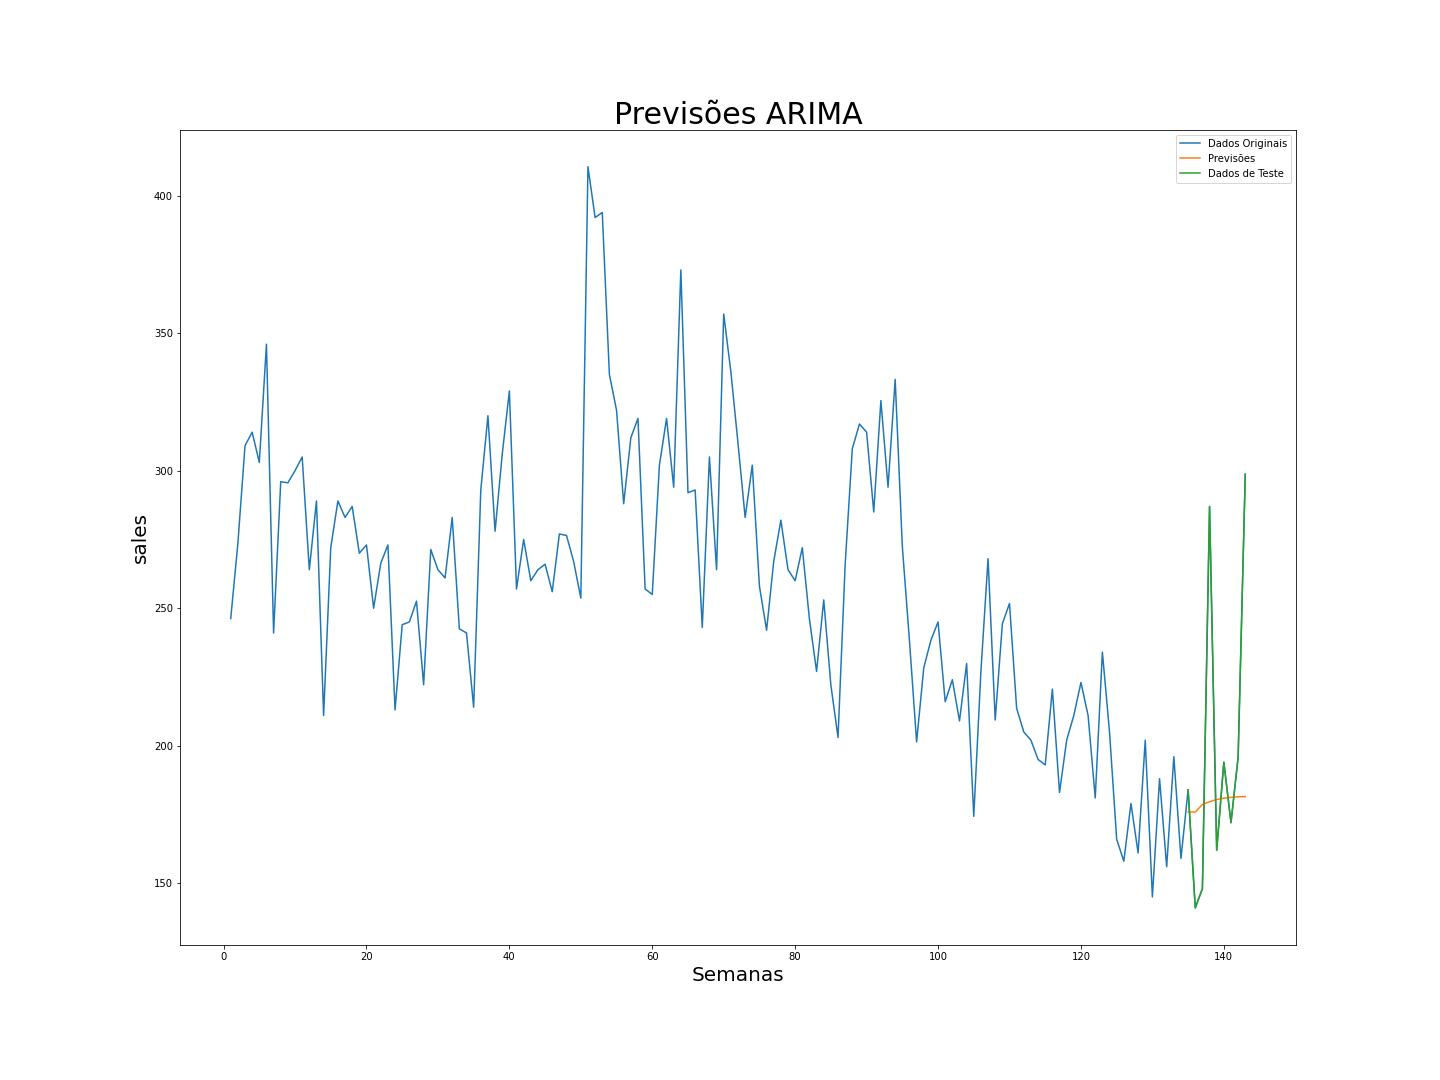 Previsões ARIMA
Dados Originais
Previsões
Dados de Teste
sales
400
350
300
250
200
150
0 20 40 60 80 100 120 140
Semanas